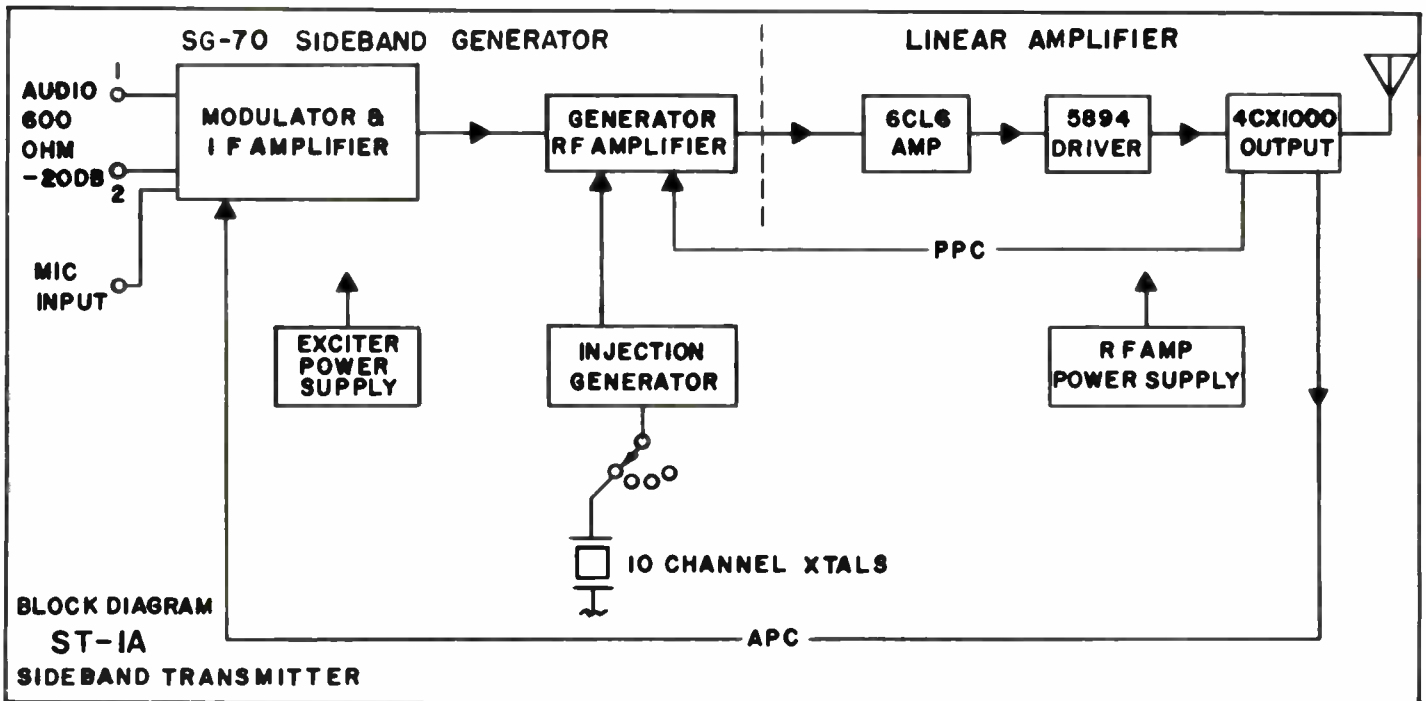 SG-70 SIDEBAND GENERATOR
LINEAR AMPLIFIER
AUDIO
600
OHM
-20DB
1
2
MIC
INPUT
MODULATOR &
IF AMPLIFIER
GENERATOR
RF AMPLIFIER
6CL6
AMP
5894
DRIVER
4CX1000
OUTPUT
PPC
EXCITER
POWER
SUPPLY
INJECTION
GENERATOR
RF AMP
POWER SUPPLY
10 CHANNEL XTALS
APC
BLOCK DIAGRAM
ST-1A
SIDEBAND TRANSMITTER